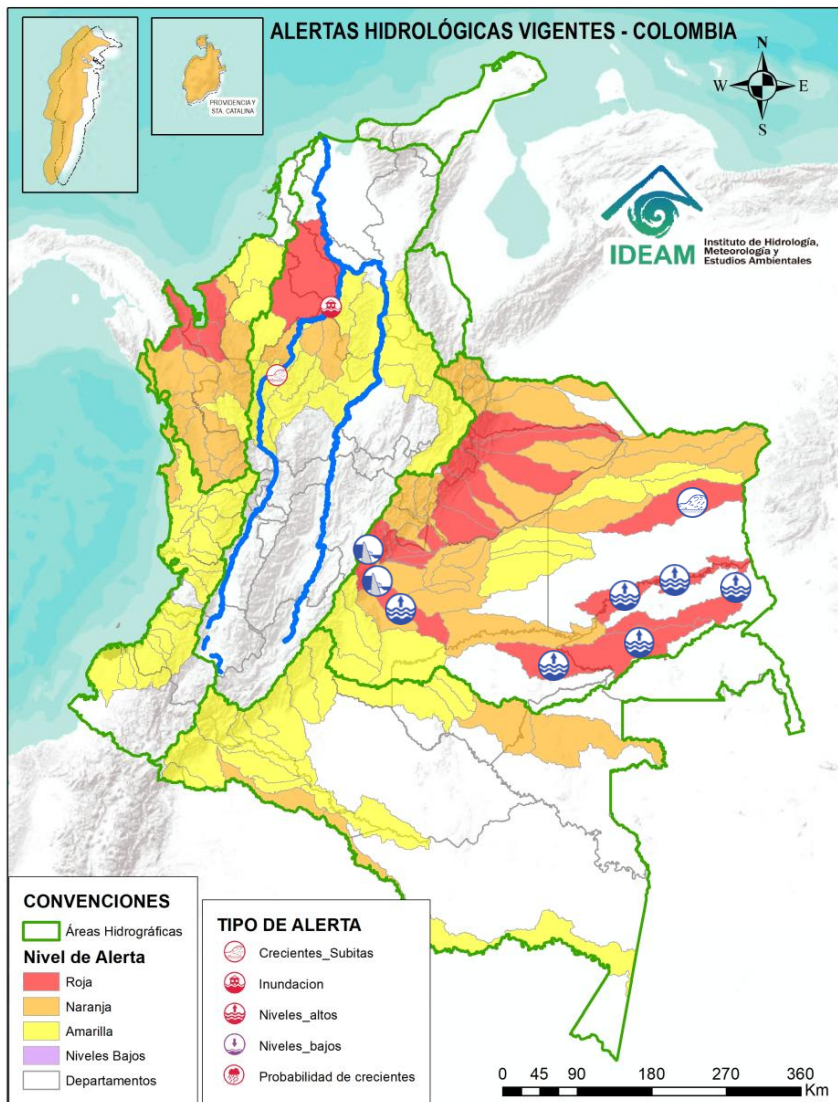 ALERTAS HIDROLÓGICAS VIGENTES - COLOMBIA
PROVIDENCIA Y
STA. CATALINA
N
W
E
S
IDEAM
Instituto de Hidrología,
Meteorología y
Estudios Ambientales
CONVENCIONES
Áreas Hidrográficas
Nivel de Alerta
Roja
Naranja
Amarilla
Niveles Bajos
Departamentos
TIPO DE ALERTA
Crecientes_Subitas
Inundacion
Niveles_altos
Niveles_bajos
Probabilidad de crecientes
0 45 90 180 270 360
Km